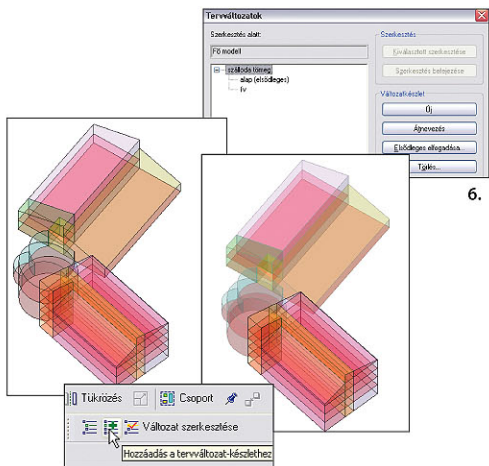 Tervváltozatok
Szerkesztés alatt:
Fő modell
szálloda tömeg
alap (elsődleges)
ív
Szerkesztés
Kiválasztott szerkesztése
Szerkesztés befejezése
Változatkészlet
Új
Átnevezés
Elsődleges elfogadása...
Törlés...
6.
Tükrözés
Csoport
Változat szerkesztése
Hozzáadás a tervváltozat-készlethez